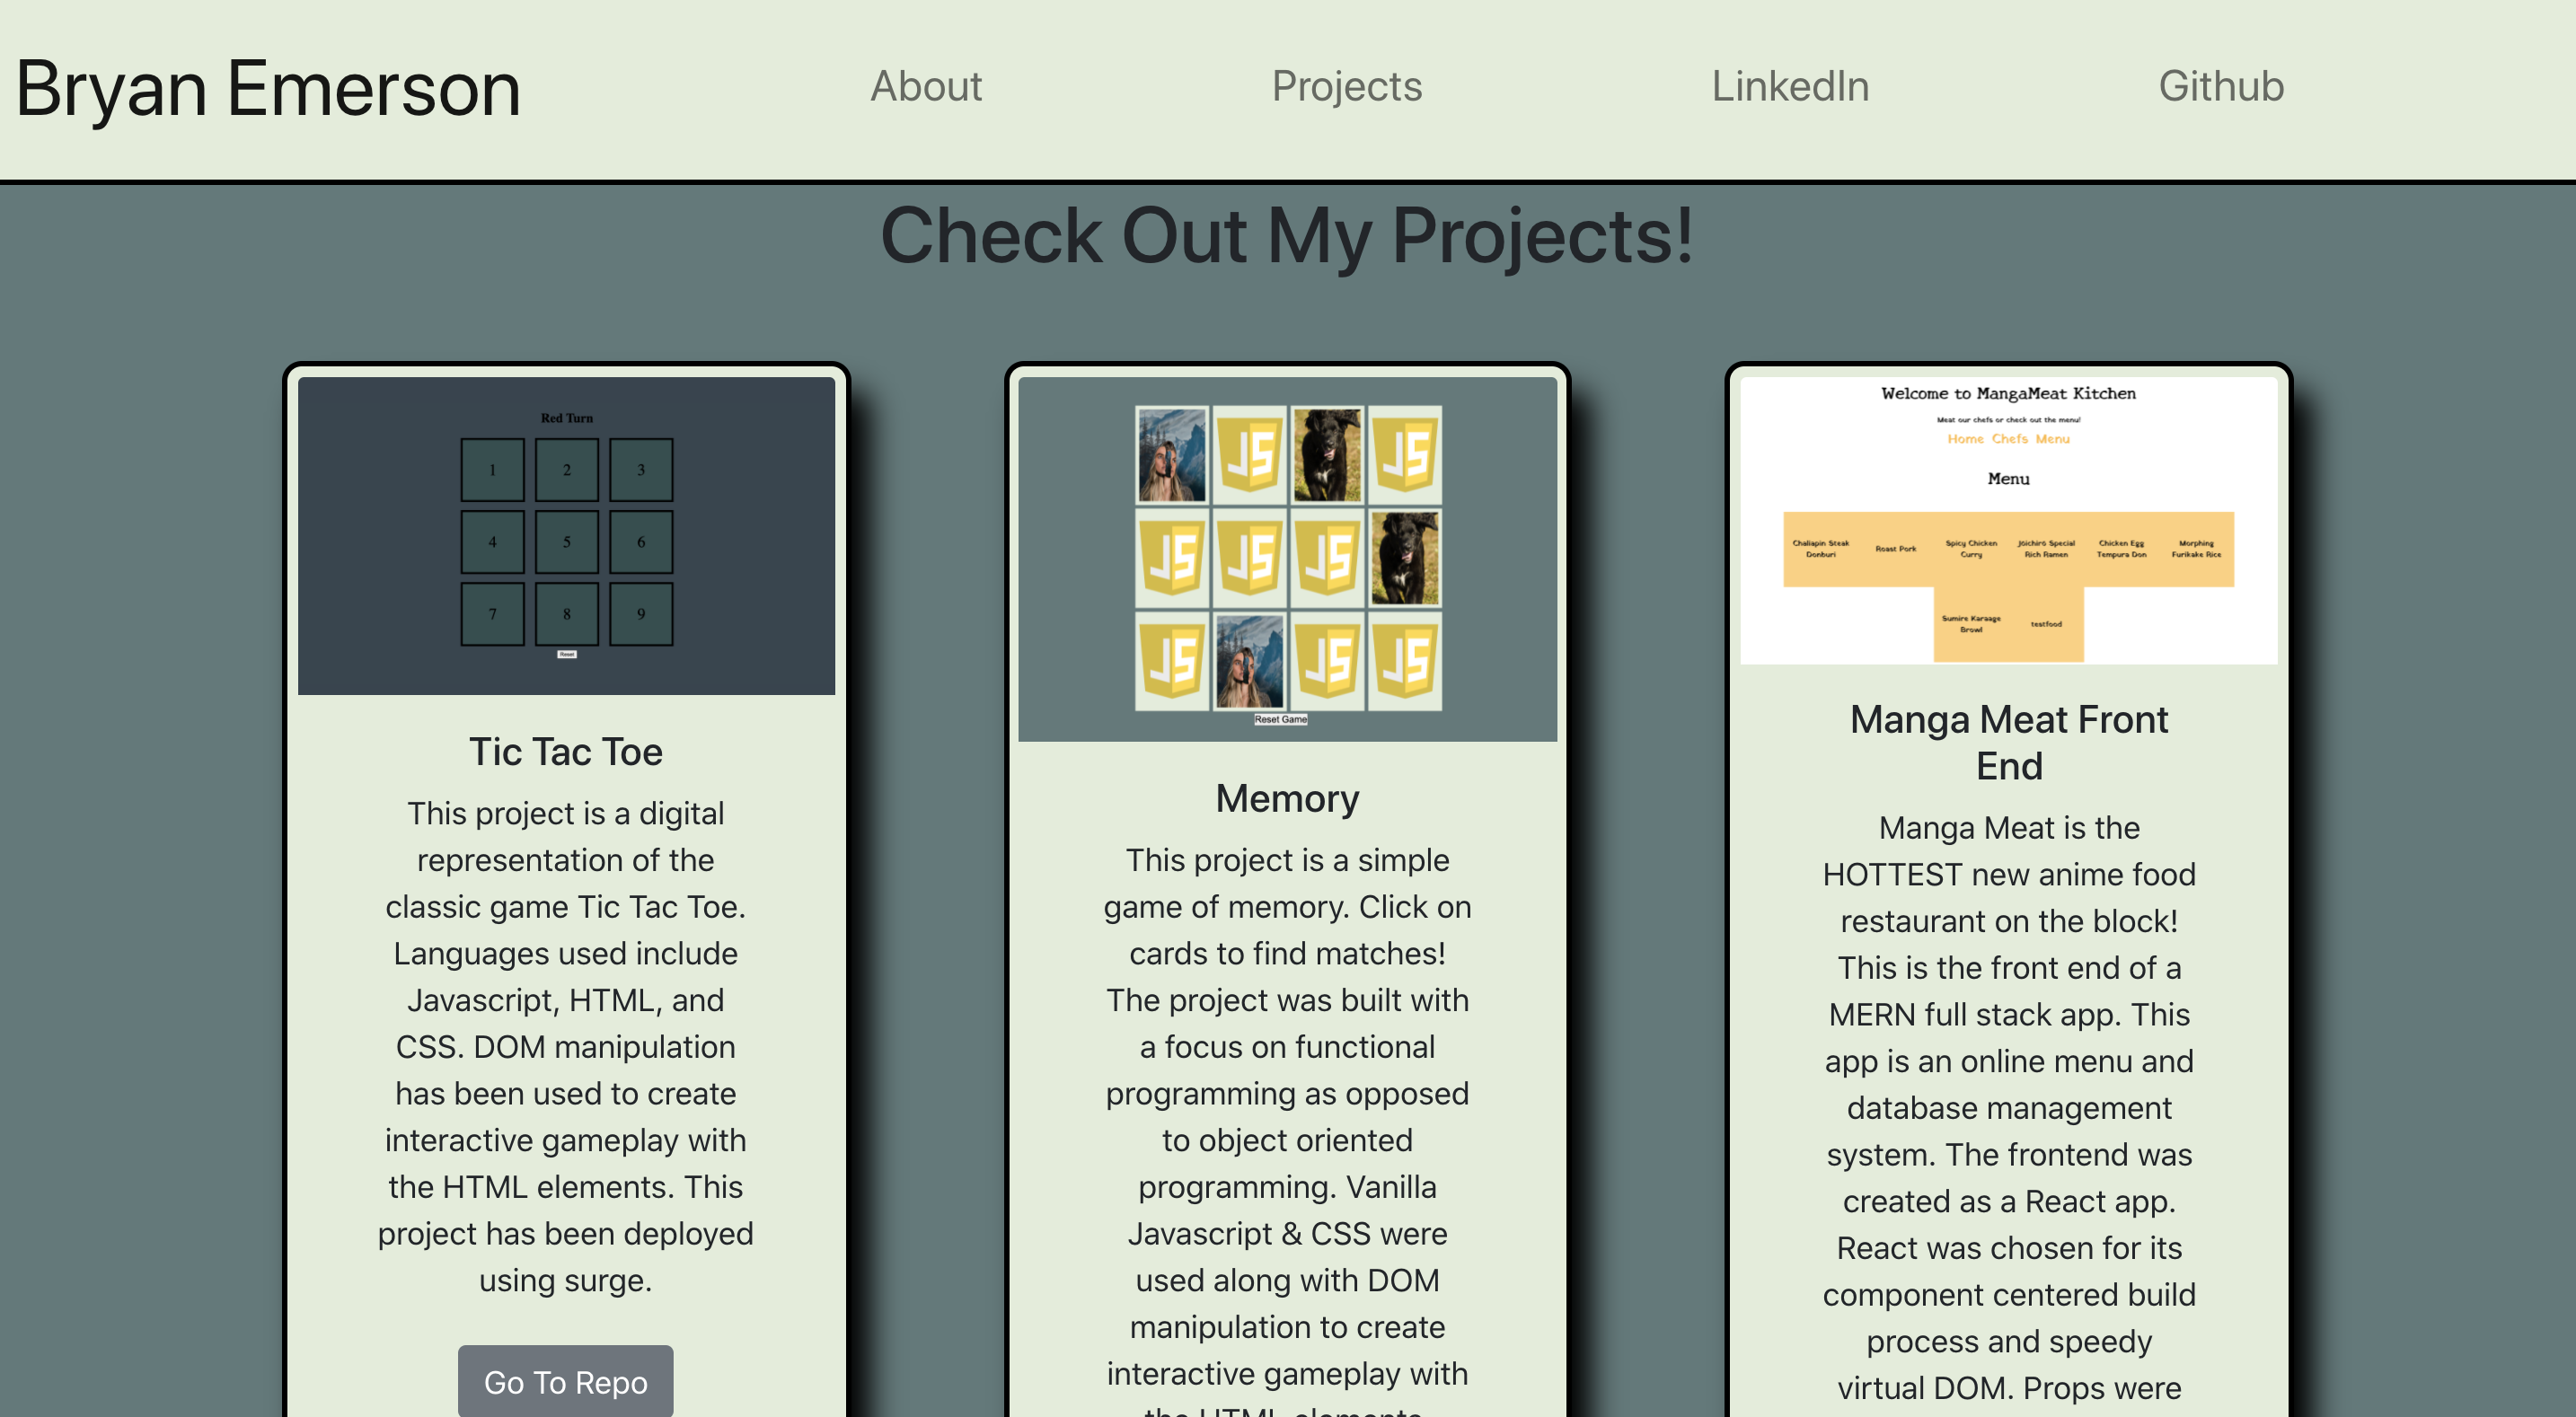 Bryan Emerson
About
Projects
LinkedIn
Github
Check Out My Projects!
Red Turn
1
2
3
4
5
6
7
8
9
Reset
Tic Tac Toe
This project is a digital
representation of the
classic game Tic Tac Toe.
Languages used include
Javascript, HTML, and
CSS. DOM manipulation
has been used to create
interactive gameplay with
the HTML elements. This
project has been deployed
using surge.
Go To Repo
JS
JS
JS
JS
JS
JS
JS
JS
Reset Game
Memory
This project is a simple
game of memory. Click on
cards to find matches!
The project was built with
a focus on functional
programming as opposed
to object oriented
programming. Vanilla
Javascript & CSS were
used along with DOM
manipulation to create
interactive gameplay with
the HTML elements.
Welcome to MangaMeat Kitchen
Meat our chefs or check out the menu!
Home Chefs Menu
Menu
Chaliapin Steak
Donburi
Roast Pork
Spicy Chicken
Curry
Joichiro Special
Rich Ramen
Chicken Egg
Tempura Don
Morphing
Furikake Rice
Sumire Karaage
Browl
testfood
Manga Meat Front
End
Manga Meat is the
HOTTEST new anime food
restaurant on the block!
This is the front end of a
MERN full stack app. This
app is an online menu and
database management
system. The frontend was
created as a React app.
React was chosen for its
component centered build
process and speedy
virtual DOM. Props were